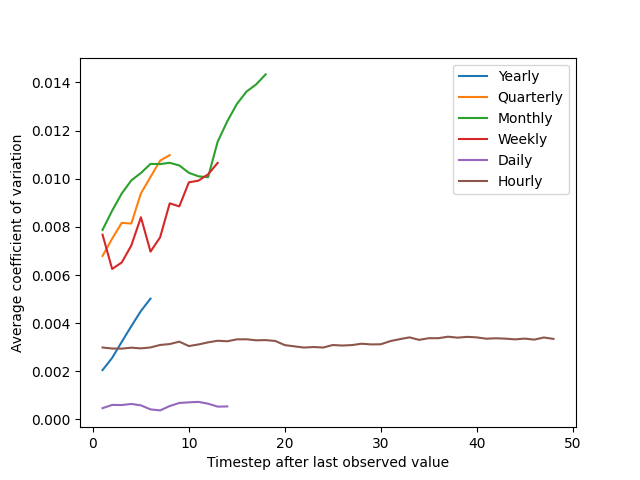 0.014
0.012
0.010
0.008
0.006
0.004
0.002
0.000
Average coefficient of variation
Yearly
Quarterly
Monthly
Weekly
Daily
Hourly
0 10 20 30 40 50
Timestep after last observed value